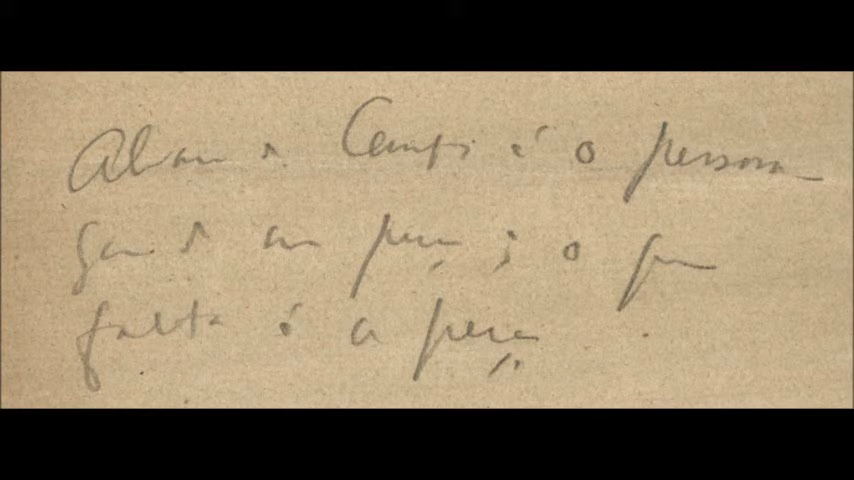 Alvaro de Campos é o persona-
gem de uma peça; o que
falta é a peça.